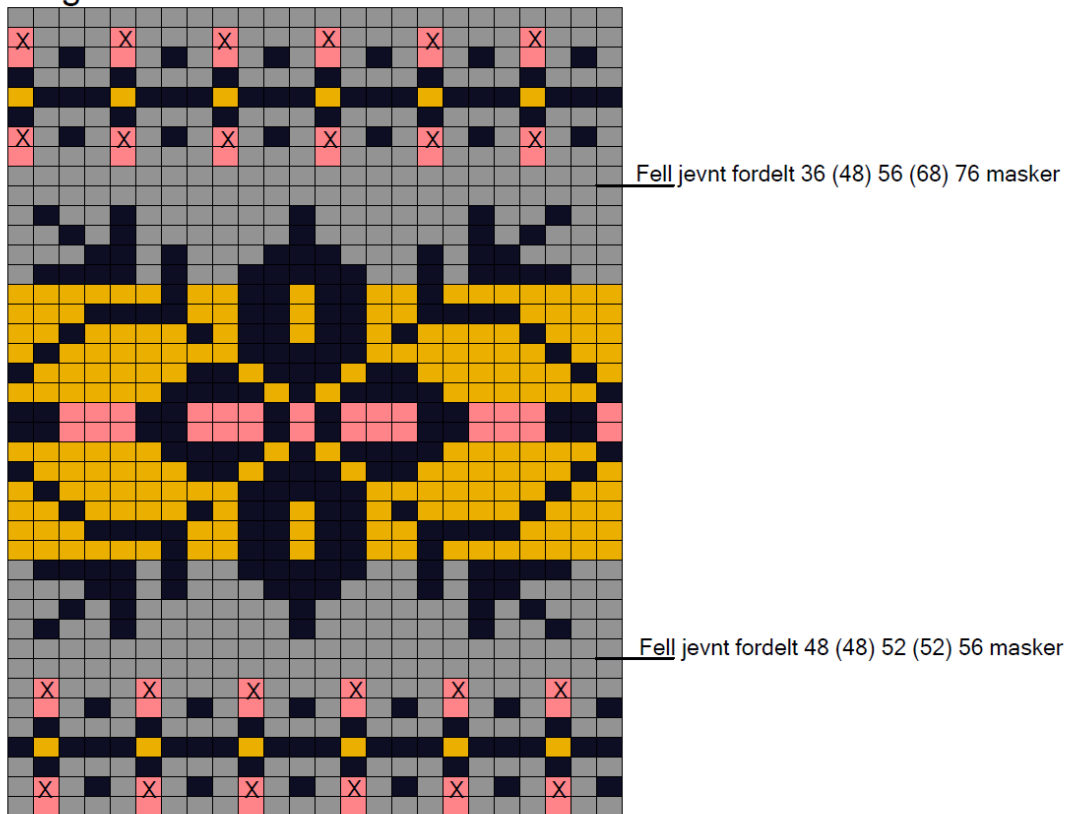 X X X X X X
X X X X X X
Fell jevnt fordelt 36 (48) 56 (68) 76 masker
Fell jevnt fordelt 48 (48) 52 (52) 56 masker
X X X X X X
X X X X X X